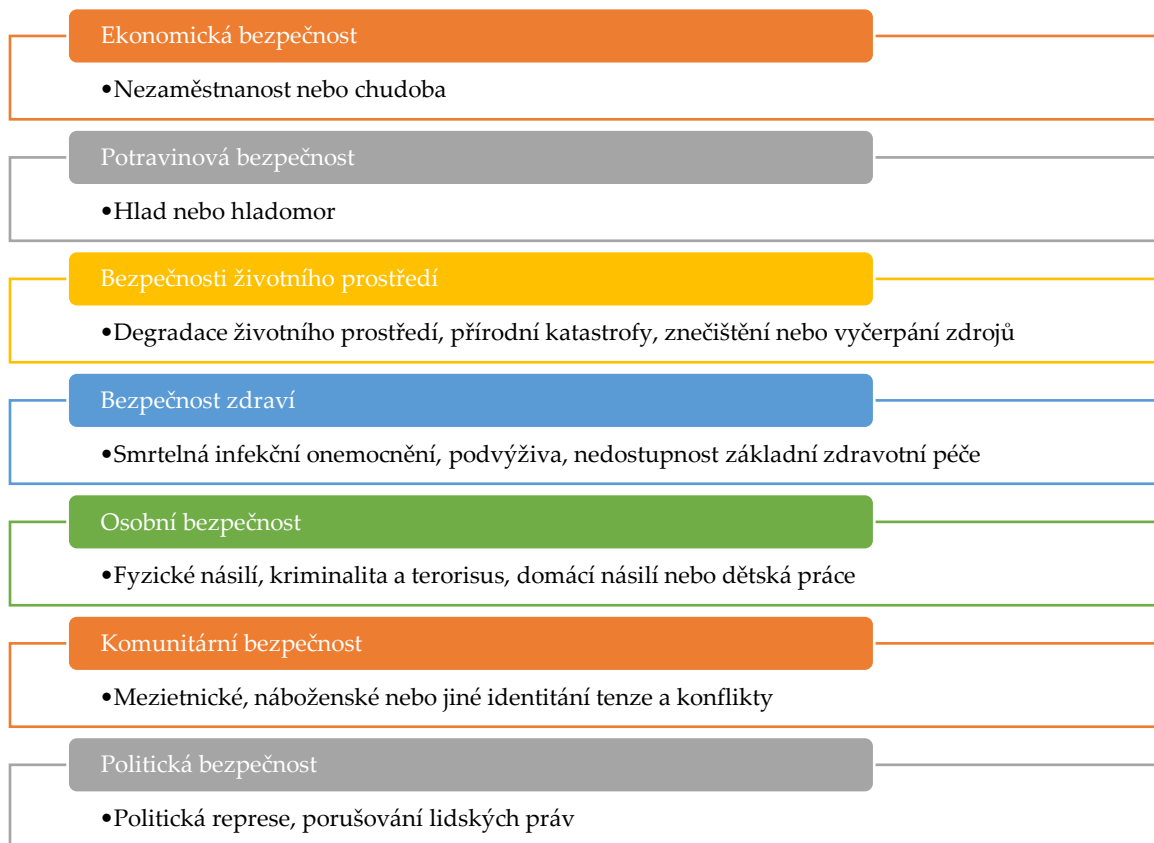 Ekonomická bezpečnost
•Nezaměstnanost nebo chudoba
Potravinová bezpečnost
•Hlad nebo hladomor
Bezpečnosti životního prostředí
•Degradace životního prostředí, přírodní katastrofy, znečištění nebo vyčerpání zdrojů
Bezpečnost zdraví
•Smrtelná infekční onemocnění, podvýživa, nedostupnost základní zdravotní péče
Osobní bezpečnost
•Fyzické násilí, kriminalita a terorisus, domácí násilí nebo dětská práce
Komunitární bezpečnost
•Mezietnické, náboženské nebo jiné identitání tenze a konflikty
Politická bezpečnost
•Politická represe, porušování lidských práv